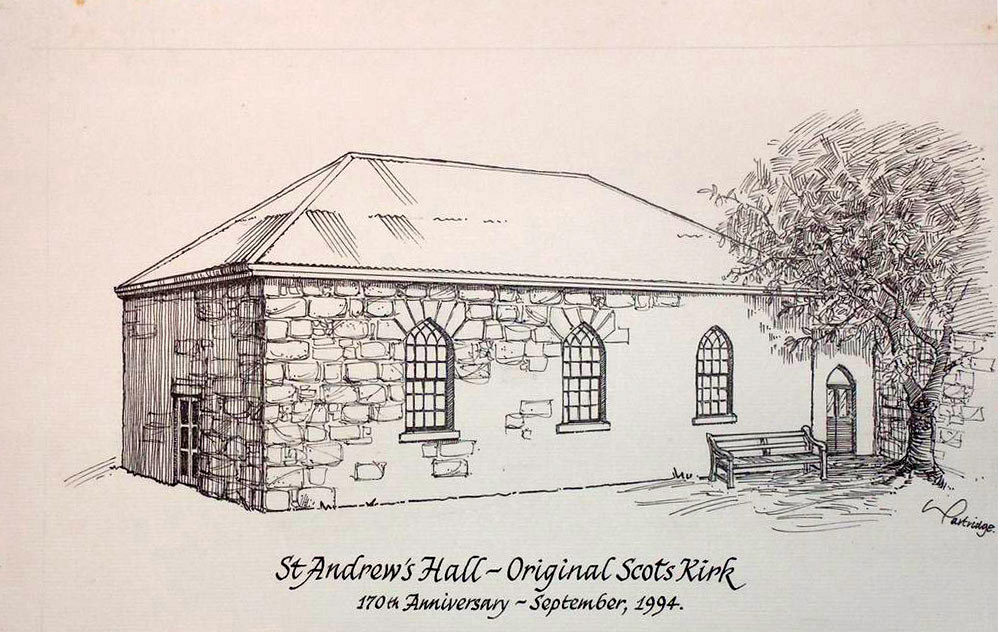 W Partridge.
St Andrew's Hall ~ Original Scots Kirk
170th Anniversary ~ September, 1994.